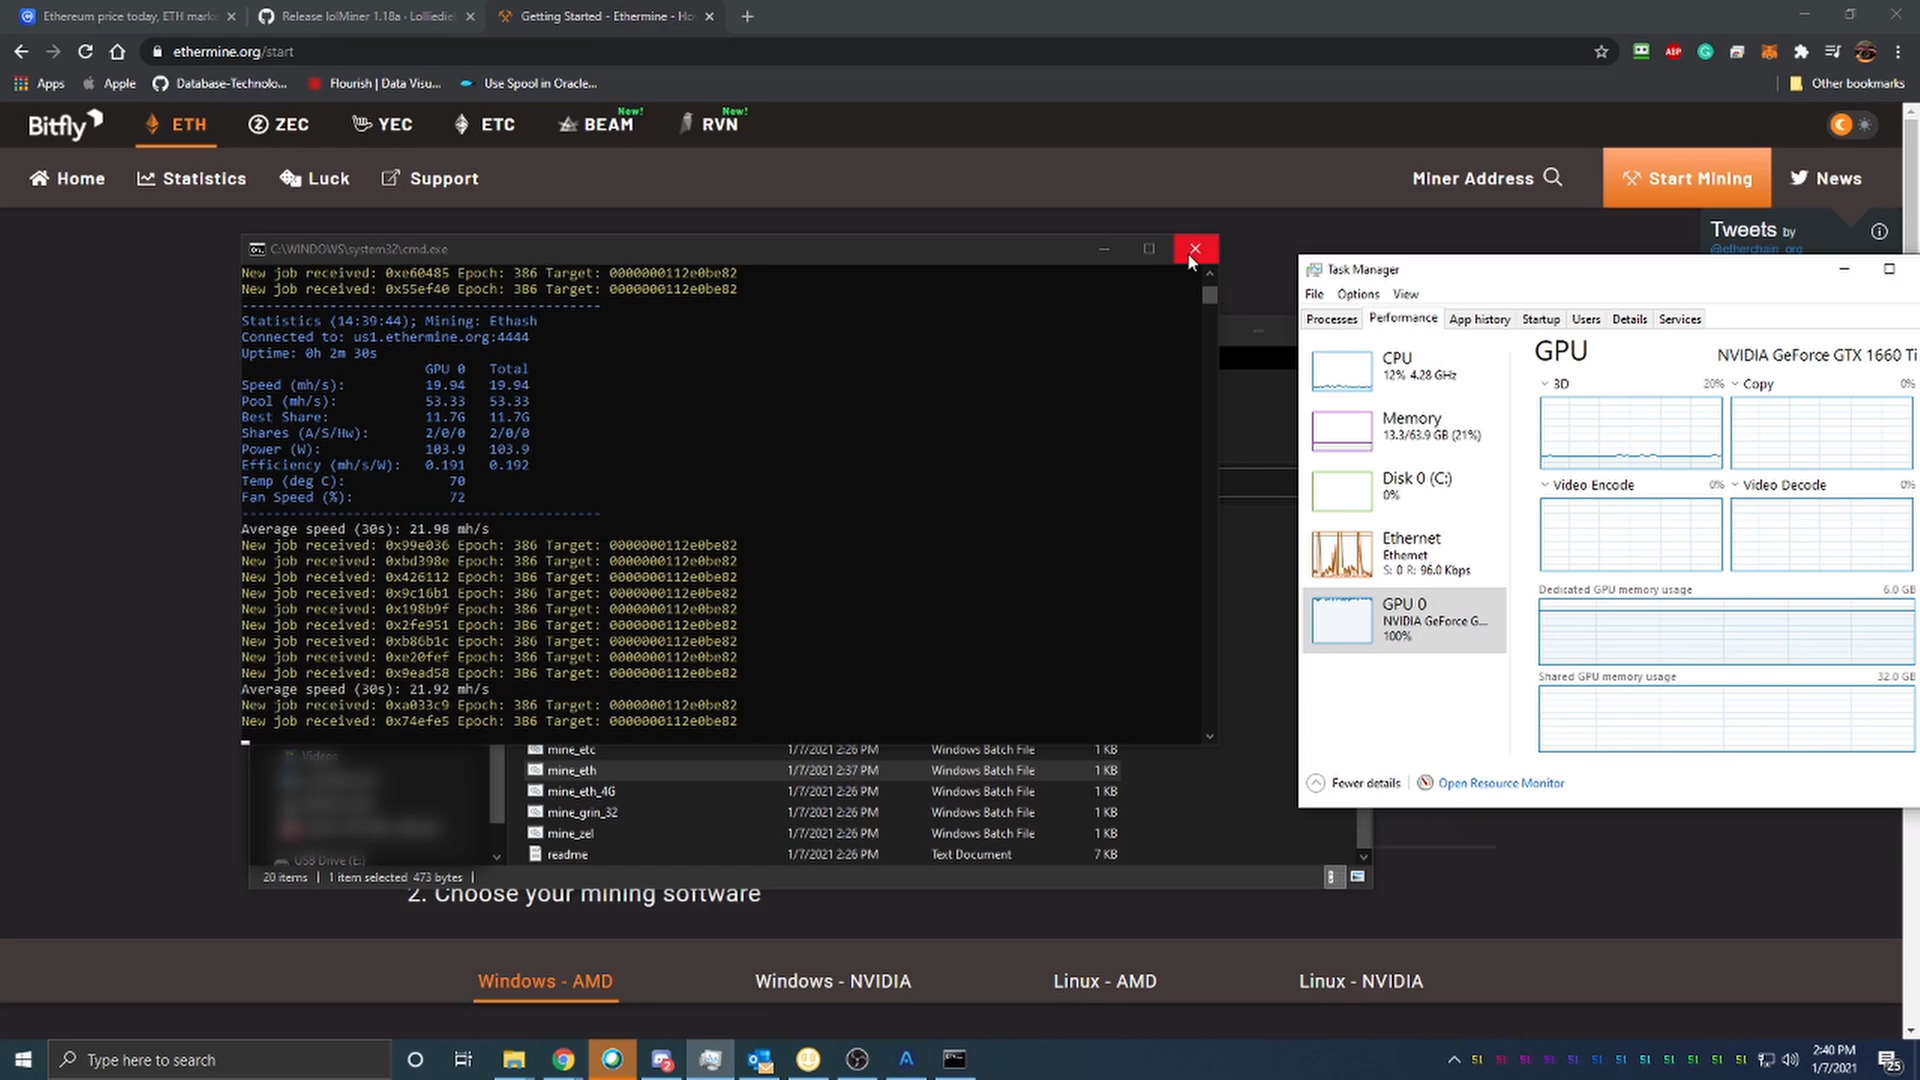 Ethereum price today, ETH mark
Release lolMiner 1.18a · Lolliedie
Getting Started - Ethermine - Ho
ethermine.org/start
ABP
Apps
Apple
Database-Technolo...
Flourish | Data Visu...
Use Spool in Oracle...
Other bookmarks
Bitfly
ETH
ZEC
YEC
ETC
BEAM
New!
RVN
New!
Home
Statistics
Luck
Support
Miner Address
Start Mining
News
Tweets by
@etherchain_org
C:\WINDOWS\system32\cmd.exe
New job received: 0xe60485 Epoch: 386 Target: 0000000112e0be82
New job received: 0x55ef40 Epoch: 386 Target: 0000000112e0be82
---------------------------------------------
Statistics (14:39:44); Mining: Ethash
Connected to: us1.ethermine.org:4444
Uptime: 0h 2m 30s
GPU 0 Total
Speed (mh/s): 19.94 19.94
Pool (mh/s): 53.33 53.33
Best Share: 11.7G 11.7G
Shares (A/S/Hw): 2/0/0 2/0/0
Power (W): 103.9 103.9
Efficiency (mh/s/W): 0.191 0.192
Temp (deg C): 70
Fan Speed (%): 72
---------------------------------------------
Average speed (30s): 21.98 mh/s
New job received: 0x99e036 Epoch: 386 Target: 0000000112e0be82
New job received: 0xbd398e Epoch: 386 Target: 0000000112e0be82
New job received: 0x426112 Epoch: 386 Target: 0000000112e0be82
New job received: 0x9c16b1 Epoch: 386 Target: 0000000112e0be82
New job received: 0x198b9f Epoch: 386 Target: 0000000112e0be82
New job received: 0x2fe951 Epoch: 386 Target: 0000000112e0be82
New job received: 0xb86b1c Epoch: 386 Target: 0000000112e0be82
New job received: 0xe20fef Epoch: 386 Target: 0000000112e0be82
New job received: 0x9ead58 Epoch: 386 Target: 0000000112e0be82
Average speed (30s): 21.92 mh/s
New job received: 0xa033c9 Epoch: 386 Target: 0000000112e0be82
New job received: 0x74efe5 Epoch: 386 Target: 0000000112e0be82
Task Manager
File Options View
Processes Performance App history Startup Users Details Services
CPU
12% 4.28 GHz
Memory
13.3/63.9 GB (21%)
Disk 0 (C:)
0%
Ethernet
Ethernet
S: 0 R: 96.0 Kbps
GPU 0
NVIDIA GeForce G...
100%
GPU
NVIDIA GeForce GTX 1660 Ti
3D 20%
Copy 0%
Video Encode 0%
Video Decode 0%
Dedicated GPU memory usage 6.0 GB
Shared GPU memory usage 32.0 GB
Fewer details
Open Resource Monitor
Videos
USB Drive (E:)
mine_etc 1/7/2021 2:26 PM Windows Batch File 1 KB
mine_eth 1/7/2021 2:37 PM Windows Batch File 1 KB
mine_eth_4G 1/7/2021 2:26 PM Windows Batch File 1 KB
mine_grin_32 1/7/2021 2:26 PM Windows Batch File 1 KB
mine_zel 1/7/2021 2:26 PM Windows Batch File 1 KB
readme 1/7/2021 2:26 PM Text Document 7 KB
20 items 1 item selected 473 bytes
2. Choose your mining software
Windows - AMD
Windows - NVIDIA
Linux - AMD
Linux - NVIDIA
Type here to search
51 51 51 51 51 51 51 51 51 51 51 51
2:40 PM
1/7/2021
25